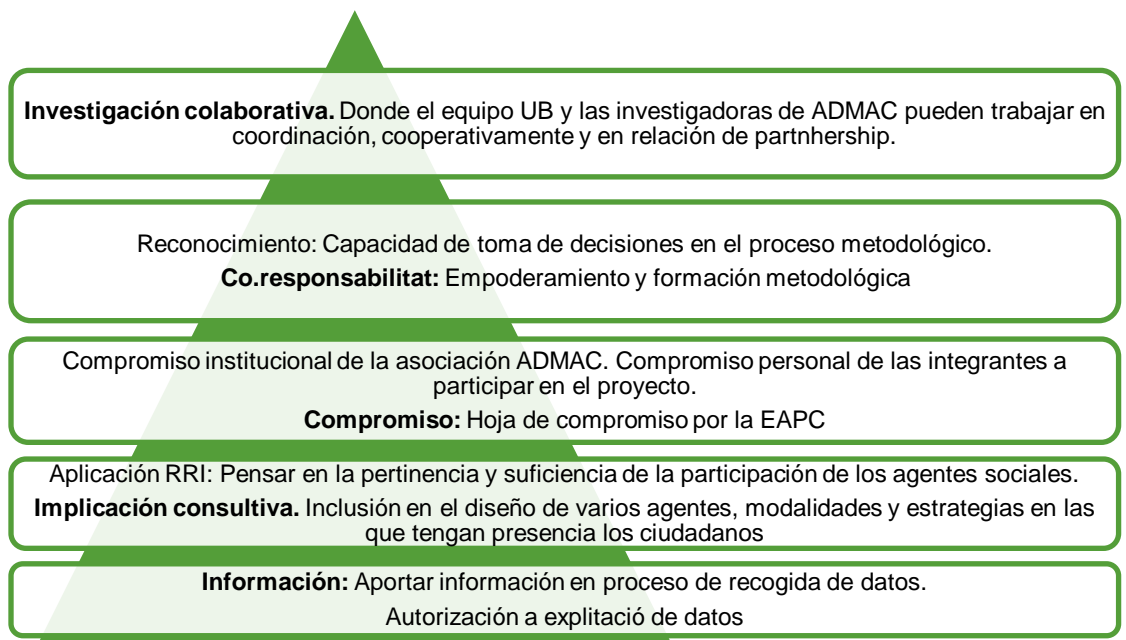 Investigación colaborativa. Donde el equipo UB y las investigadoras de ADMAC pueden trabajar en
coordinación, cooperativamente y en relación de partnhership.
Reconocimiento: Capacidad de toma de decisiones en el proceso metodológico.
Co.responsabilitat: Empoderamiento y formación metodológica
Compromiso institucional de la asociación ADMAC. Compromiso personal de las integrantes a
participar en el proyecto.
Compromiso: Hoja de compromiso por la EAPC
Aplicación RRI: Pensar en la pertinencia y suficiencia de la participación de los agentes sociales.
Implicación consultiva. Inclusión en el diseño de varios agentes, modalidades y estrategias en las
que tengan presencia los ciudadanos
Información: Aportar información en proceso de recogida de datos.
Autorización a explitació de datos